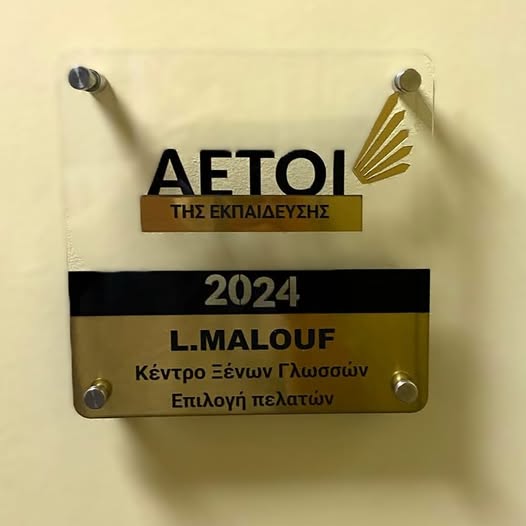 ΑΕΤΟΙ
ΤΗΣ ΕΚΠΑΙΔΕΥΣΗΣ
2024
L.MALOUF
Κέντρο Ξένων Γλωσσών
Επιλογή πελατών